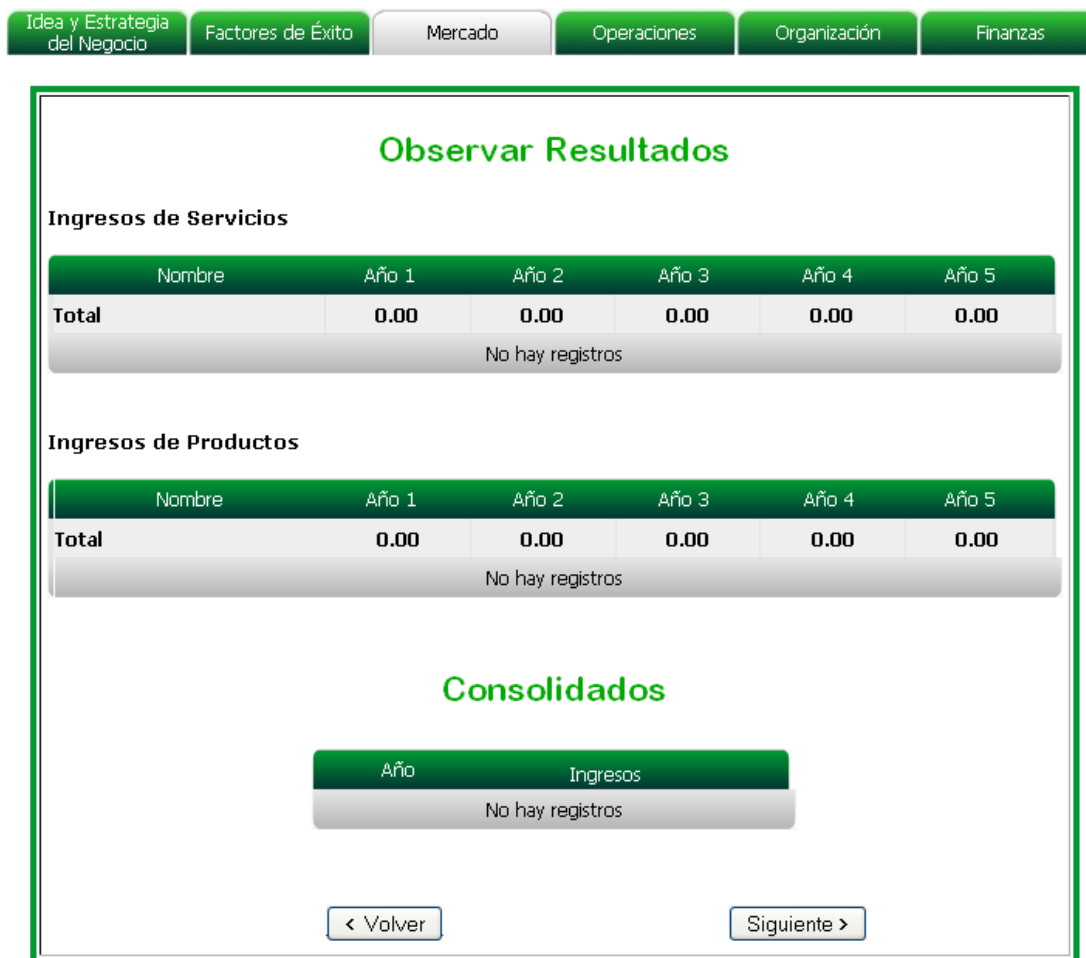 Idea y Estrategia
del Negocio
Factores de Éxito
Mercado
Operaciones
Organización
Finanzas
Observar Resultados
Ingresos de Servicios
Nombre Año 1 Año 2 Año 3 Año 4 Año 5
Total 0.00 0.00 0.00 0.00 0.00
No hay registros
Ingresos de Productos
Nombre Año 1 Año 2 Año 3 Año 4 Año 5
Total 0.00 0.00 0.00 0.00 0.00
No hay registros
Consolidados
Año Ingresos
No hay registros
< Volver Siguiente >